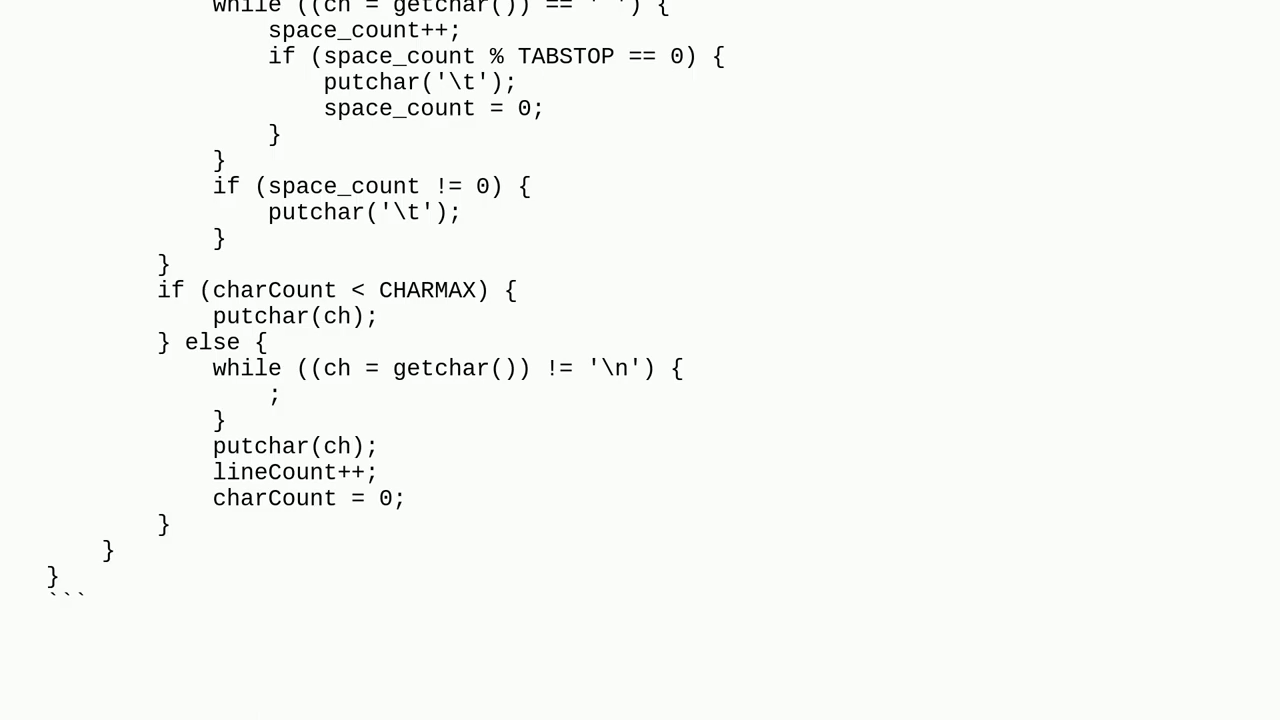 while ((ch = getchar()) == ' ') {
space_count++;
if (space_count % TABSTOP == 0) {
putchar('\t');
space_count = 0;
}
}
if (space_count != 0) {
putchar('\t');
}
}
if (charCount < CHARMAX) {
putchar(ch);
} else {
while ((ch = getchar()) != '\n') {
;
}
putchar(ch);
lineCount++;
charCount = 0;
}
}
}
```